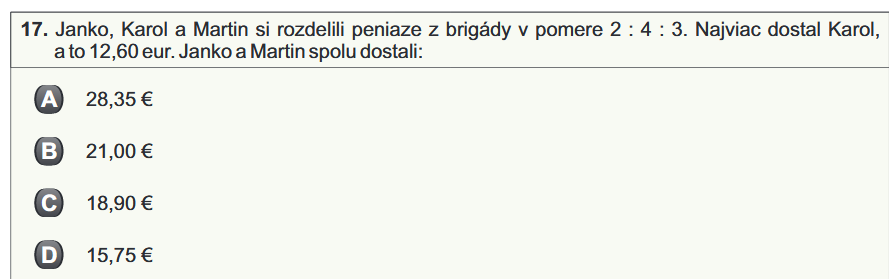 17. Janko, Karol a Martin si rozdelili peniaze z brigády v pomere 2 : 4 : 3. Najviac dostal Karol,
a to 12,60 eur. Janko a Martin spolu dostali:
A 28,35 €
B 21,00 €
C 18,90 €
D 15,75 €